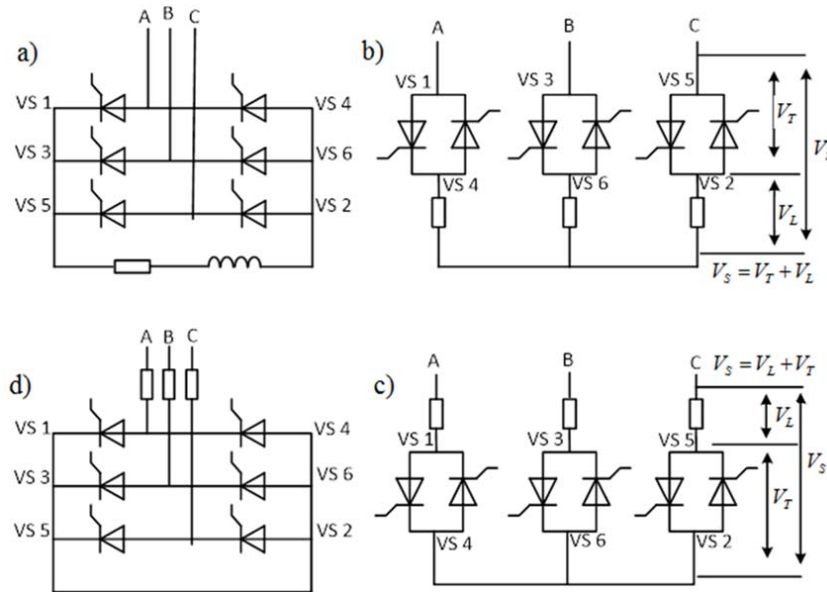 a)
A B C
VS 1 VS 4
VS 3 VS 6
VS 5 VS 2
b)
A B C
VS 1 VS 3 VS 5
V_T
VS 4 VS 6 VS 2
V_L
V_S = V_T + V_L
d)
A B C
VS 1 VS 4
VS 3 VS 6
VS 5 VS 2
c)
A B C V_S = V_L + V_T
V_L
VS 1 VS 3 VS 5
V_S
V_T
VS 4 VS 6 VS 2